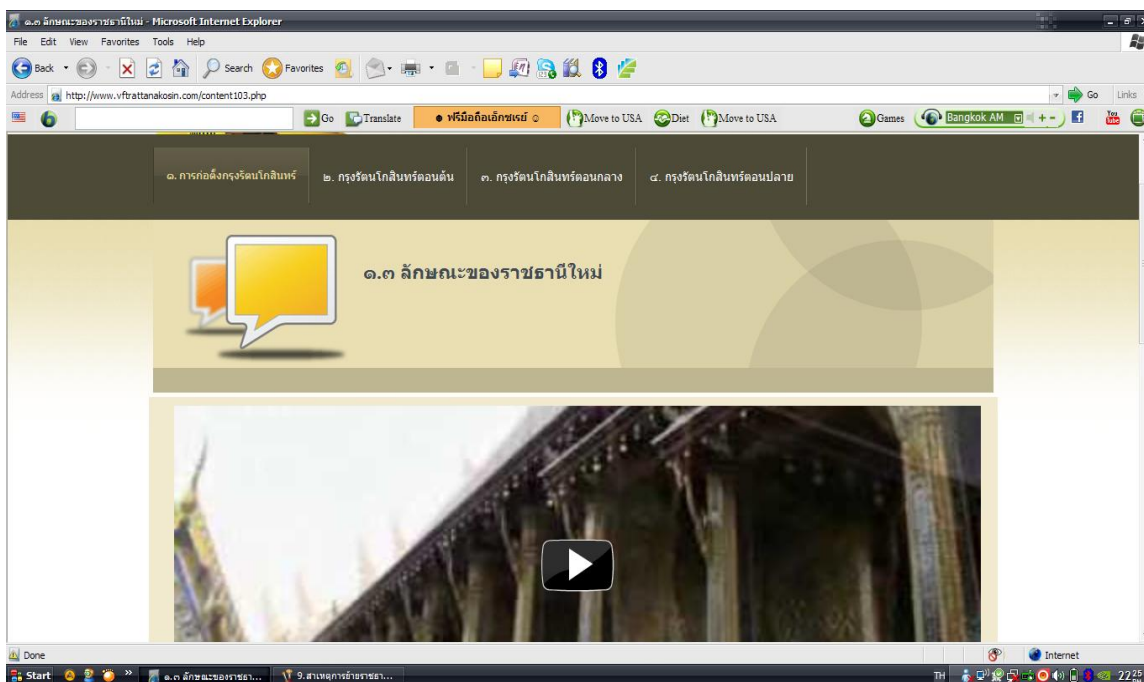 ๑.๓ ลักษณะของราชธานีใหม่ - Microsoft Internet Explorer
File Edit View Favorites Tools Help
Back Search Favorites
Address http://www.vftrattanakosin.com/content103.php Go Links
Go Translate ฟรีมือถือเอ็กซเรย์ ☺ Move to USA Diet Move to USA Games Bangkok AM You Tube
๑. การก่อตั้งกรุงรัตนโกสินทร์ ๒. กรุงรัตนโกสินทร์ตอนต้น ๓. กรุงรัตนโกสินทร์ตอนกลาง ๔. กรุงรัตนโกสินทร์ตอนปลาย
๑.๓ ลักษณะของราชธานีใหม่
Done Internet
Start ๑.๓ ลักษณะของราชธา... 9.สาเหตุการย้ายราชธา... TH 22:25